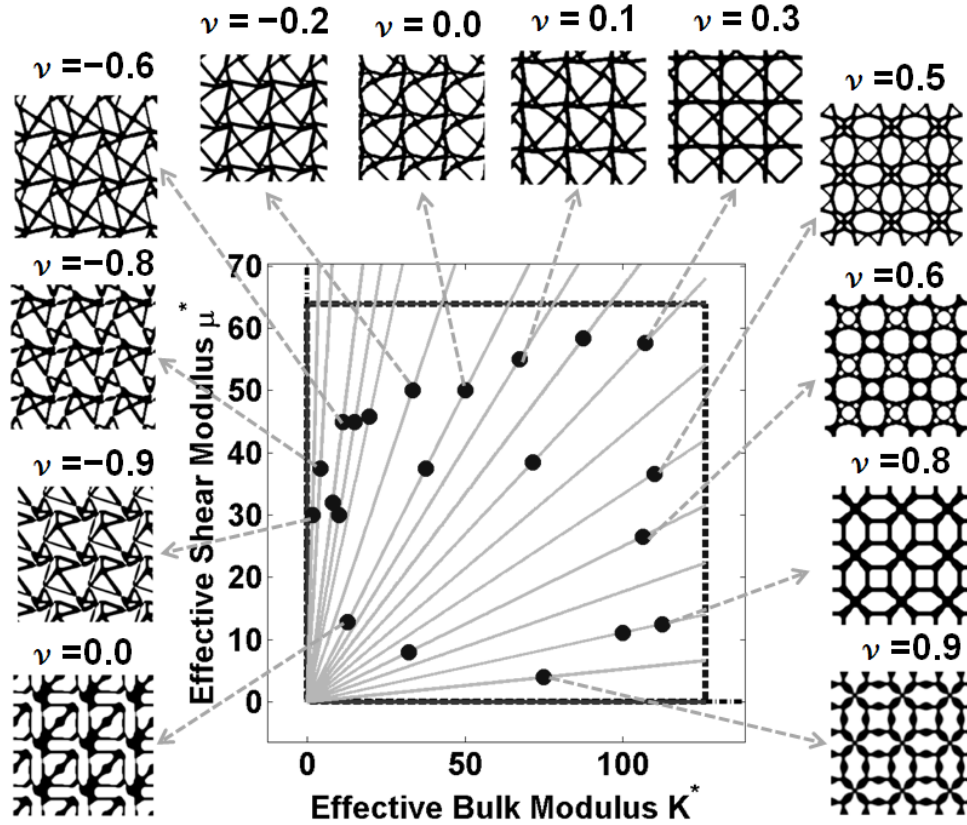 ν =−0.2
ν =0.0
ν =0.1
ν =0.3
ν =−0.6
ν =0.5
ν =−0.8
ν =0.6
ν =−0.9
ν =0.8
ν =0.0
ν =0.9
Effective Shear Modulus μ*
70
60
50
40
30
20
10
0
0
50
100
Effective Bulk Modulus K*